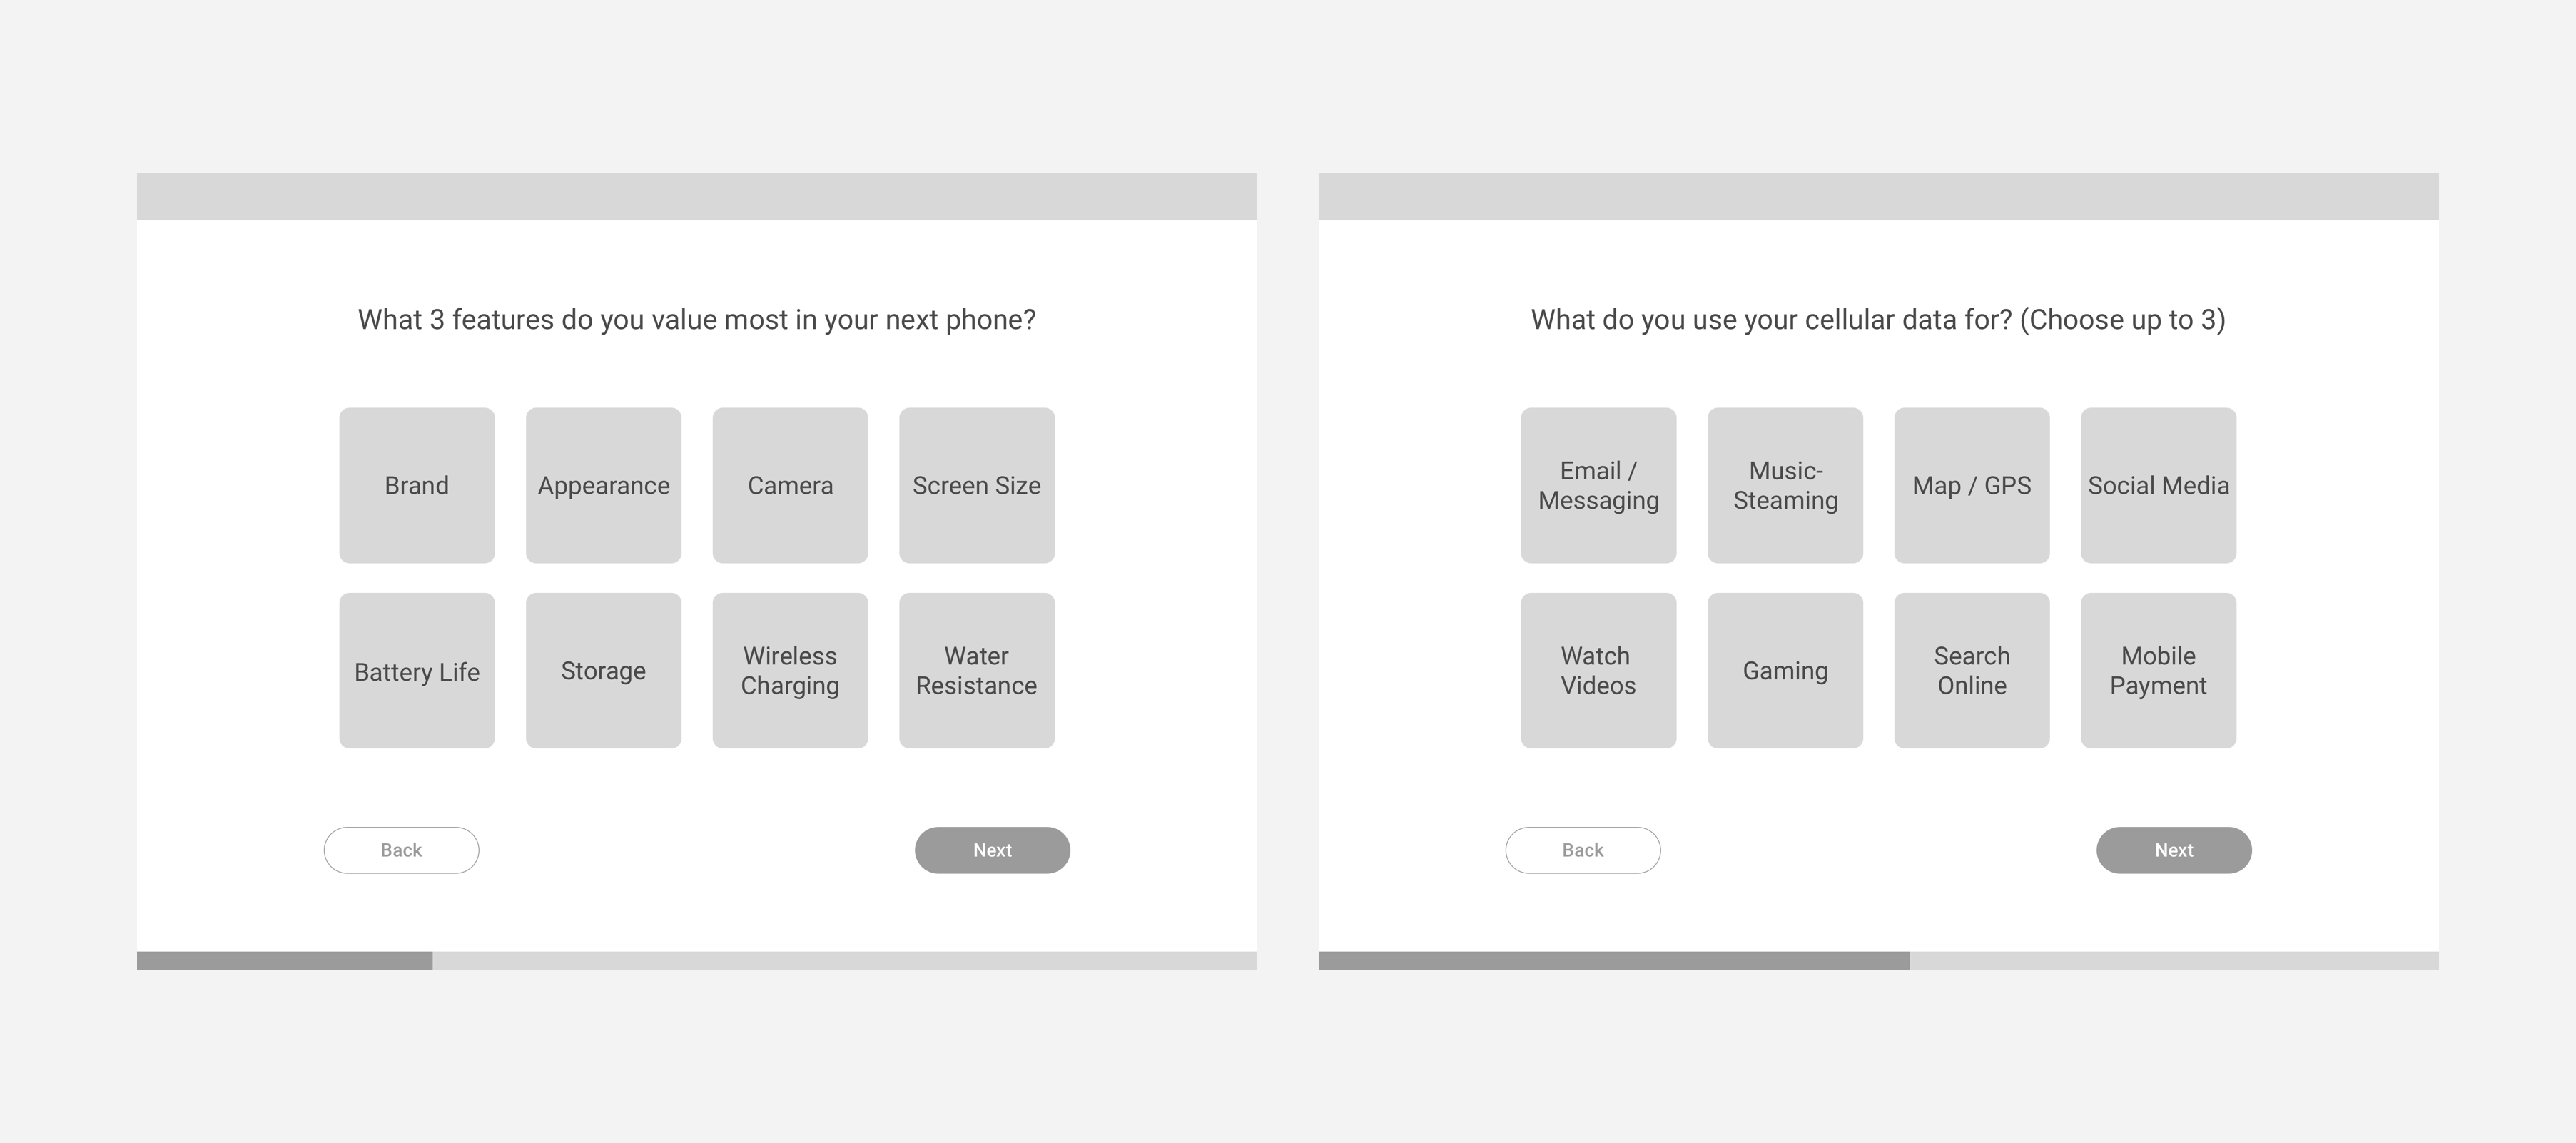 What 3 features do you value most in your next phone?
Brand
Appearance
Camera
Screen Size
Battery Life
Storage
Wireless
Charging
Water
Resistance
Back
Next
What do you use your cellular data for? (Choose up to 3)
Email /
Messaging
Music-
Steaming
Map / GPS
Social Media
Watch
Videos
Gaming
Search
Online
Mobile
Payment
Back
Next